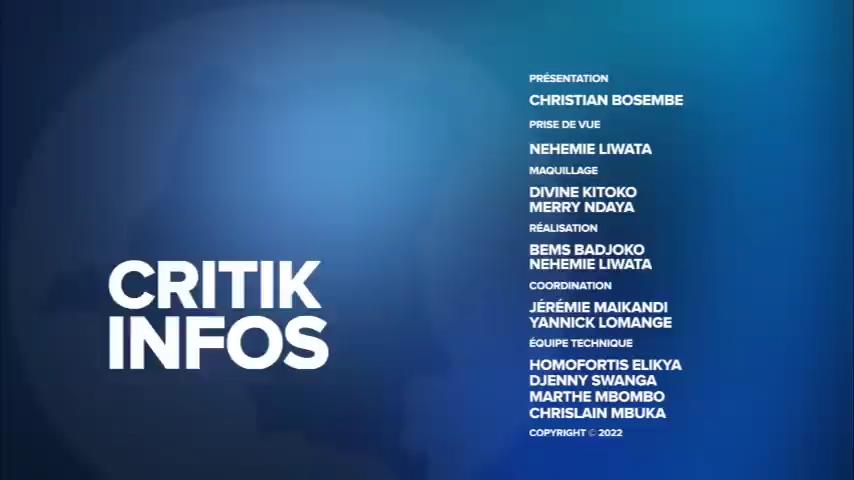 CRITIK
INFOS
PRÉSENTATION
CHRISTIAN BOSEMBE
PRISE DE VUE
NEHEMIE LIWATA
MAQUILLAGE
DIVINE KITOKO
MERRY NDAYA
RÉALISATION
BEMS BADJOKO
NEHEMIE LIWATA
COORDINATION
JÉRÉMIE MAIKANDI
YANNICK LOMANGE
ÉQUIPE TECHNIQUE
HOMOFORTIS ELIKYA
DJENNY SWANGA
MARTHE MBOMBO
CHRISLAIN MBUKA
COPYRIGHT © 2022